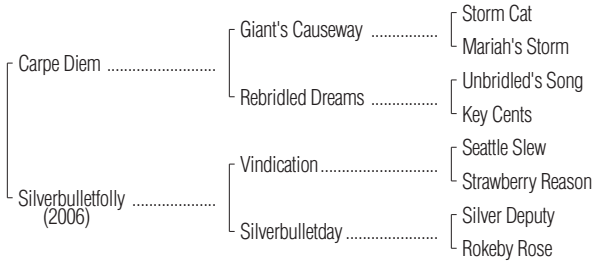 Storm Cat
Giant's Causeway ................
Mariah's Storm
Carpe Diem ..........................
Unbridled's Song
Rebridled Dreams ................
Key Cents
Seattle Slew
Vindication ............................
Strawberry Reason
Silverbulletfolly ....................
(2006)
Silver Deputy
Silverbulletday ......................
Rokeby Rose